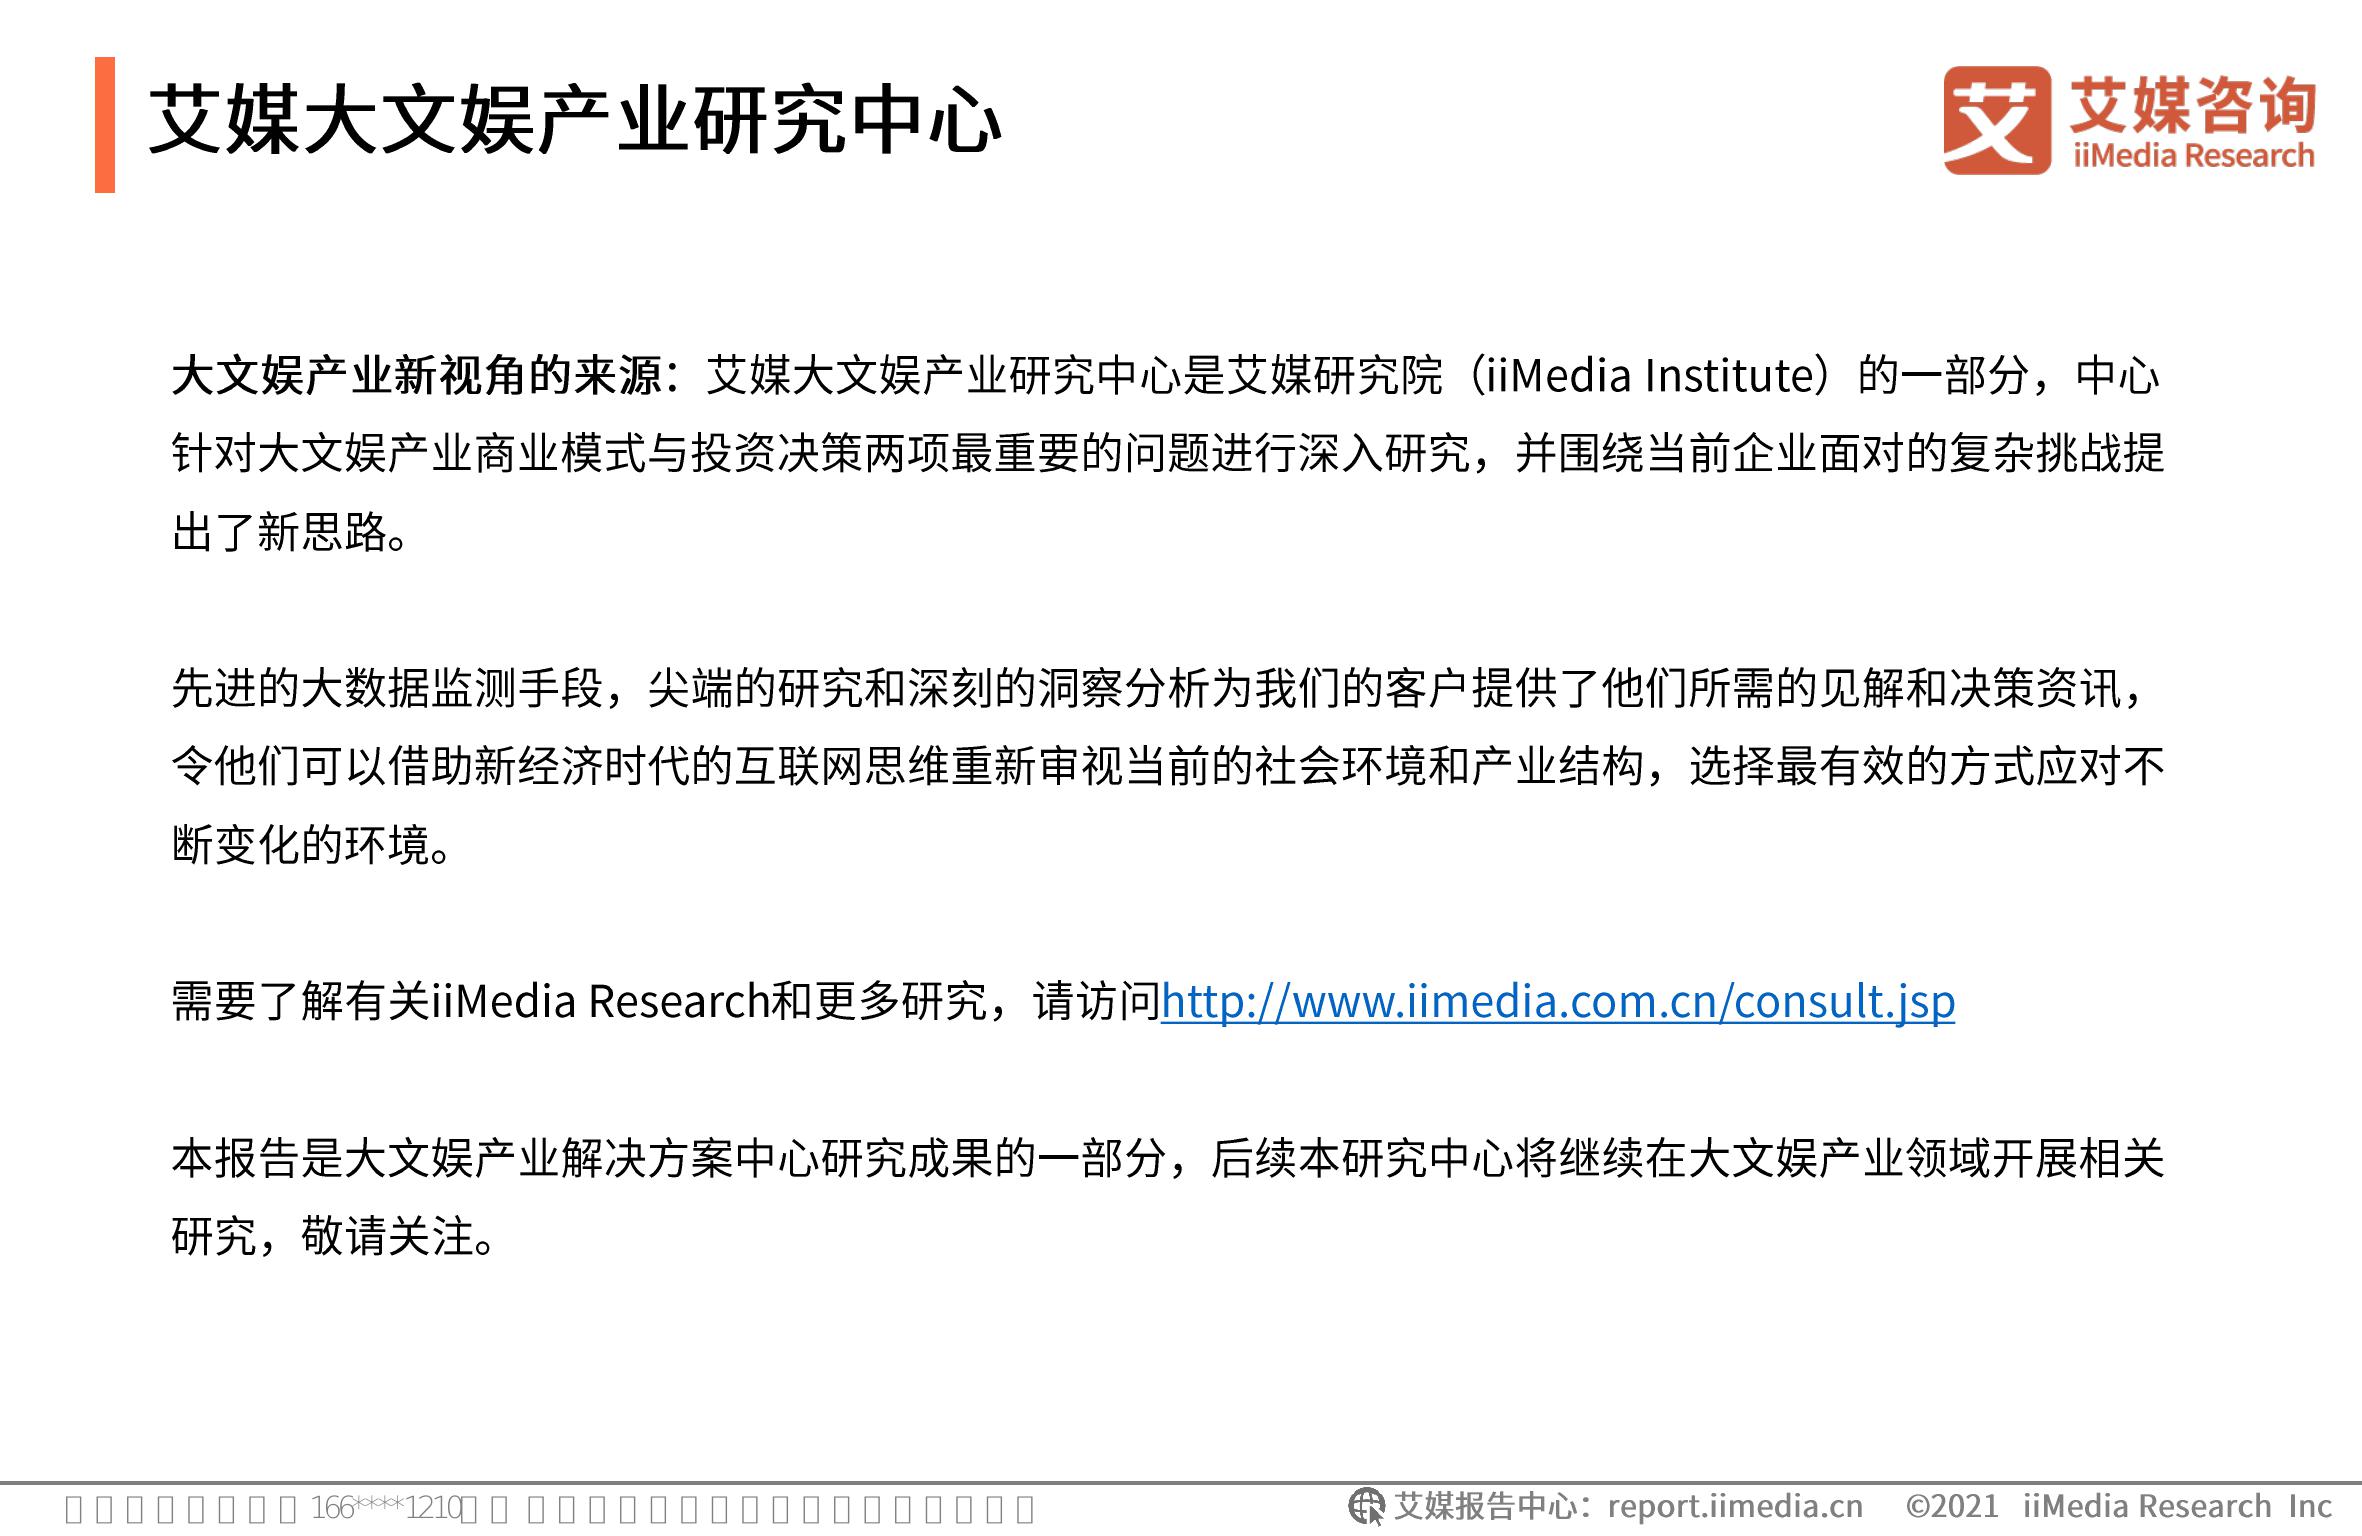 艾媒大文娱产业研究中心
艾 艾媒咨询
iiMedia Research
大文娱产业新视角的来源：艾媒大文娱产业研究中心是艾媒研究院（iiMedia Institute）的一部分，中心
针对大文娱产业商业模式与投资决策两项最重要的问题进行深入研究，并围绕当前企业面对的复杂挑战提
出了新思路。
先进的大数据监测手段，尖端的研究和深刻的洞察分析为我们的客户提供了他们所需的见解和决策资讯，
令他们可以借助新经济时代的互联网思维重新审视当前的社会环境和产业结构，选择最有效的方式应对不
断变化的环境。
需要了解有关iiMedia Research和更多研究，请访问http://www.iimedia.com.cn/consult.jsp
本报告是大文娱产业解决方案中心研究成果的一部分，后续本研究中心将继续在大文娱产业领域开展相关
研究，敬请关注。
166****1210
艾媒报告中心：report.iimedia.cn ©2021 iiMedia Research Inc